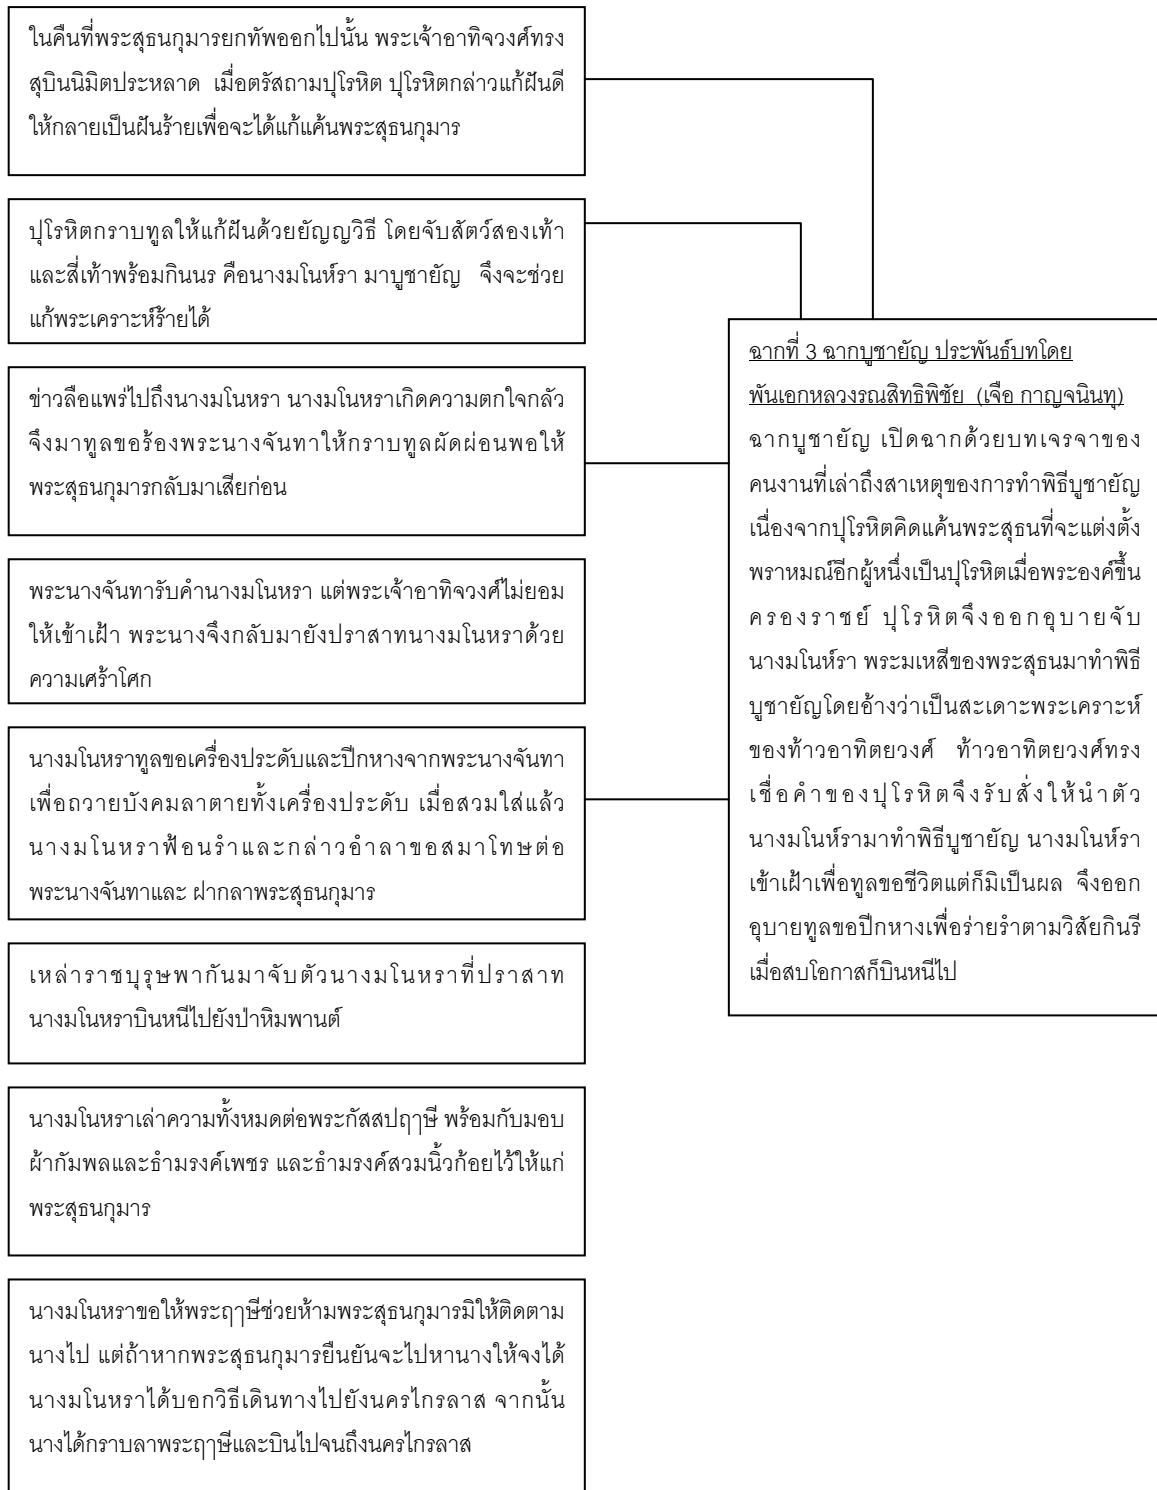 ในคืนที่พระสุธนกุมารยกทัพออกไปนั้น พระเจ้าอาทิจวงศ์ทรง
สุบินนิมิตประหลาด เมื่อตรัสถามปุโรหิต ปุโรหิตกล่าวแก้ฝันดี
ให้กลายเป็นฝันร้ายเพื่อจะได้แก้แค้นพระสุธนกุมาร
ปุโรหิตกราบทูลให้แก้ฝันด้วยยัญญวิธี โดยจับสัตว์สองเท้า
และสี่เท้าพร้อมกินนร คือนางมโนห์รา มาบูชายัญ จึงจะช่วย
แก้พระเคราะห์ร้ายได้
ข่าวลือแพร่ไปถึงนางมโนหรา นางมโนหราเกิดความตกใจกลัว
จึงมาทูลขอร้องพระนางจันทาให้กราบทูลผัดผ่อนพอให้
พระสุธนกุมารกลับมาเสียก่อน
พระนางจันทารับคำนางมโนหรา แต่พระเจ้าอาทิจวงศ์ไม่ยอม
ให้เข้าเฝ้า พระนางจึงกลับมายังปราสาทนางมโนหราด้วย
ความเศร้าโศก
นางมโนหราทูลขอเครื่องประดับและปีกหางจากพระนางจันทา
เพื่อถวายบังคมลาตายทั้งเครื่องประดับ เมื่อสวมใส่แล้ว
นางมโนหราฟ้อนรำและกล่าวอำลาขอสมาโทษต่อ
พระนางจันทาและ ฝากลาพระสุธนกุมาร
เหล่าราชบุรุษพากันมาจับตัวนางมโนหราที่ปราสาท
นางมโนหราบินหนีไปยังป่าหิมพานต์
นางมโนหราเล่าความทั้งหมดต่อพระกัสสปฤๅษี พร้อมกับมอบ
ผ้ากัมพลและธำมรงค์เพชร และธำมรงค์สวมนิ้วก้อยไว้ให้แก่
พระสุธนกุมาร
นางมโนหราขอให้พระฤๅษีช่วยห้ามพระสุธนกุมารมิให้ติดตาม
นางไป แต่ถ้าหากพระสุธนกุมารยืนยันจะไปหานางให้จงได้
นางมโนหราได้บอกวิธีเดินทางไปยังนครไกรลาส จากนั้น
นางได้กราบลาพระฤๅษีและบินไปจนถึงนครไกรลาส
ฉากที่ 3 ฉากบูชายัญ ประพันธ์บทโดย
พันเอกหลวงรณสิทธิพิชัย (เจือ กาญจนินทุ)
ฉากบูชายัญ เปิดฉากด้วยบทเจรจาของ
คนงานที่เล่าถึงสาเหตุของการทำพิธีบูชายัญ
เนื่องจากปุโรหิตคิดแค้นพระสุธนที่จะแต่งตั้ง
พราหมณ์อีกผู้หนึ่งเป็นปุโรหิตเมื่อพระองค์ขึ้น
ครองราชย์ ปุโรหิตจึงออกอุบายจับ
นางมโนห์รา พระมเหสีของพระสุธนมาทำพิธี
บูชายัญโดยอ้างว่าเป็นสะเดาะพระเคราะห์
ของท้าวอาทิตยวงศ์ ท้าวอาทิตยวงศ์ทรง
เชื่อคำของปุโรหิตจึงรับสั่งให้นำตัว
นางมโนห์รามาทำพิธีบูชายัญ นางมโนห์รา
เข้าเฝ้าเพื่อทูลขอชีวิตแต่ก็มิเป็นผล จึงออก
อุบายทูลขอปีกหางเพื่อร่ายรำตามวิสัยกินรี
เมื่อสบโอกาสก็บินหนีไป